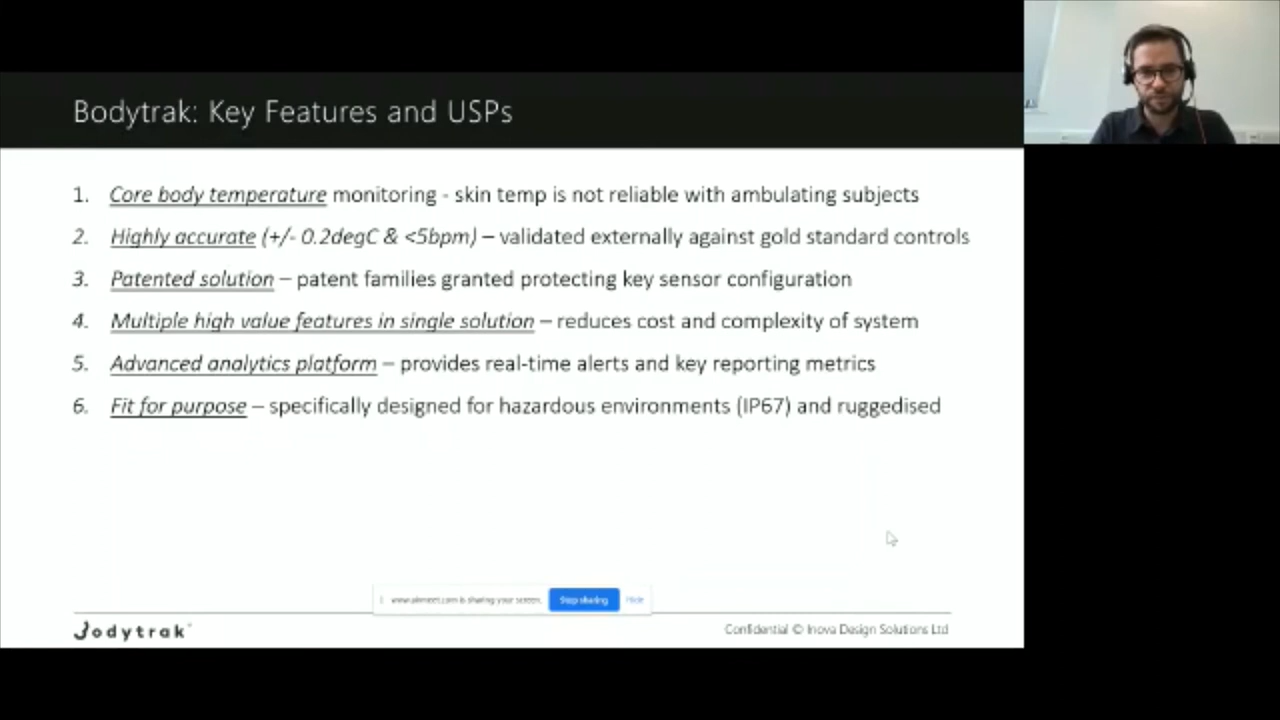 Bodytrak: Key Features and USPs
1. Core body temperature monitoring - skin temp is not reliable with ambulating subjects
2. Highly accurate (+/- 0.2degC & <5bpm) – validated externally against gold standard controls
3. Patented solution – patent families granted protecting key sensor configuration
4. Multiple high value features in single solution – reduces cost and complexity of system
5. Advanced analytics platform – provides real-time alerts and key reporting metrics
6. Fit for purpose – specifically designed for hazardous environments (IP67) and ruggedised
is sharing your screen. Stop sharing Hide
Bodytrak
Confidential © Inova Design Solutions Ltd